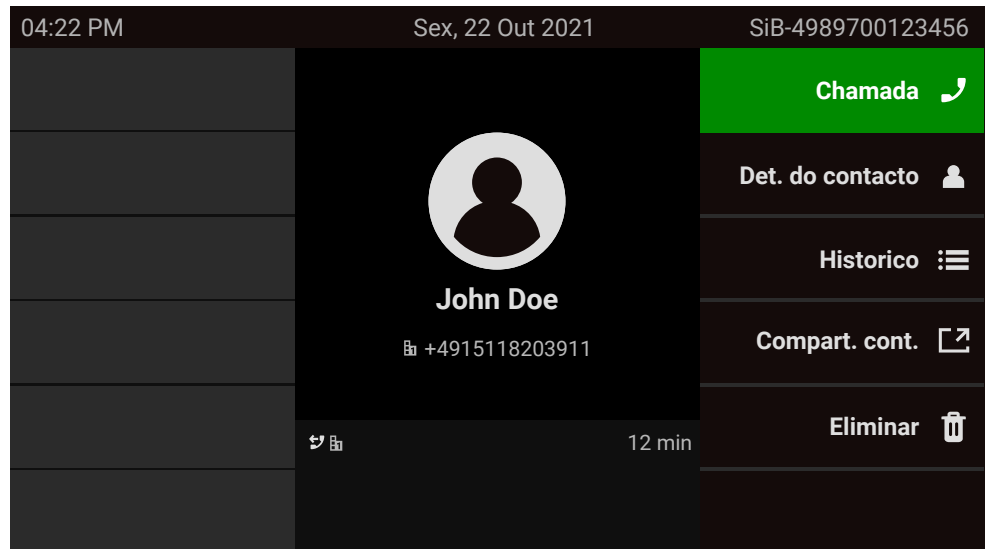 04:22 PM Sex, 22 Out 2021 SiB-4989700123456
Chamada
Det. do contacto
Historico
John Doe
+4915118203911
Compart. cont.
Eliminar
12 min